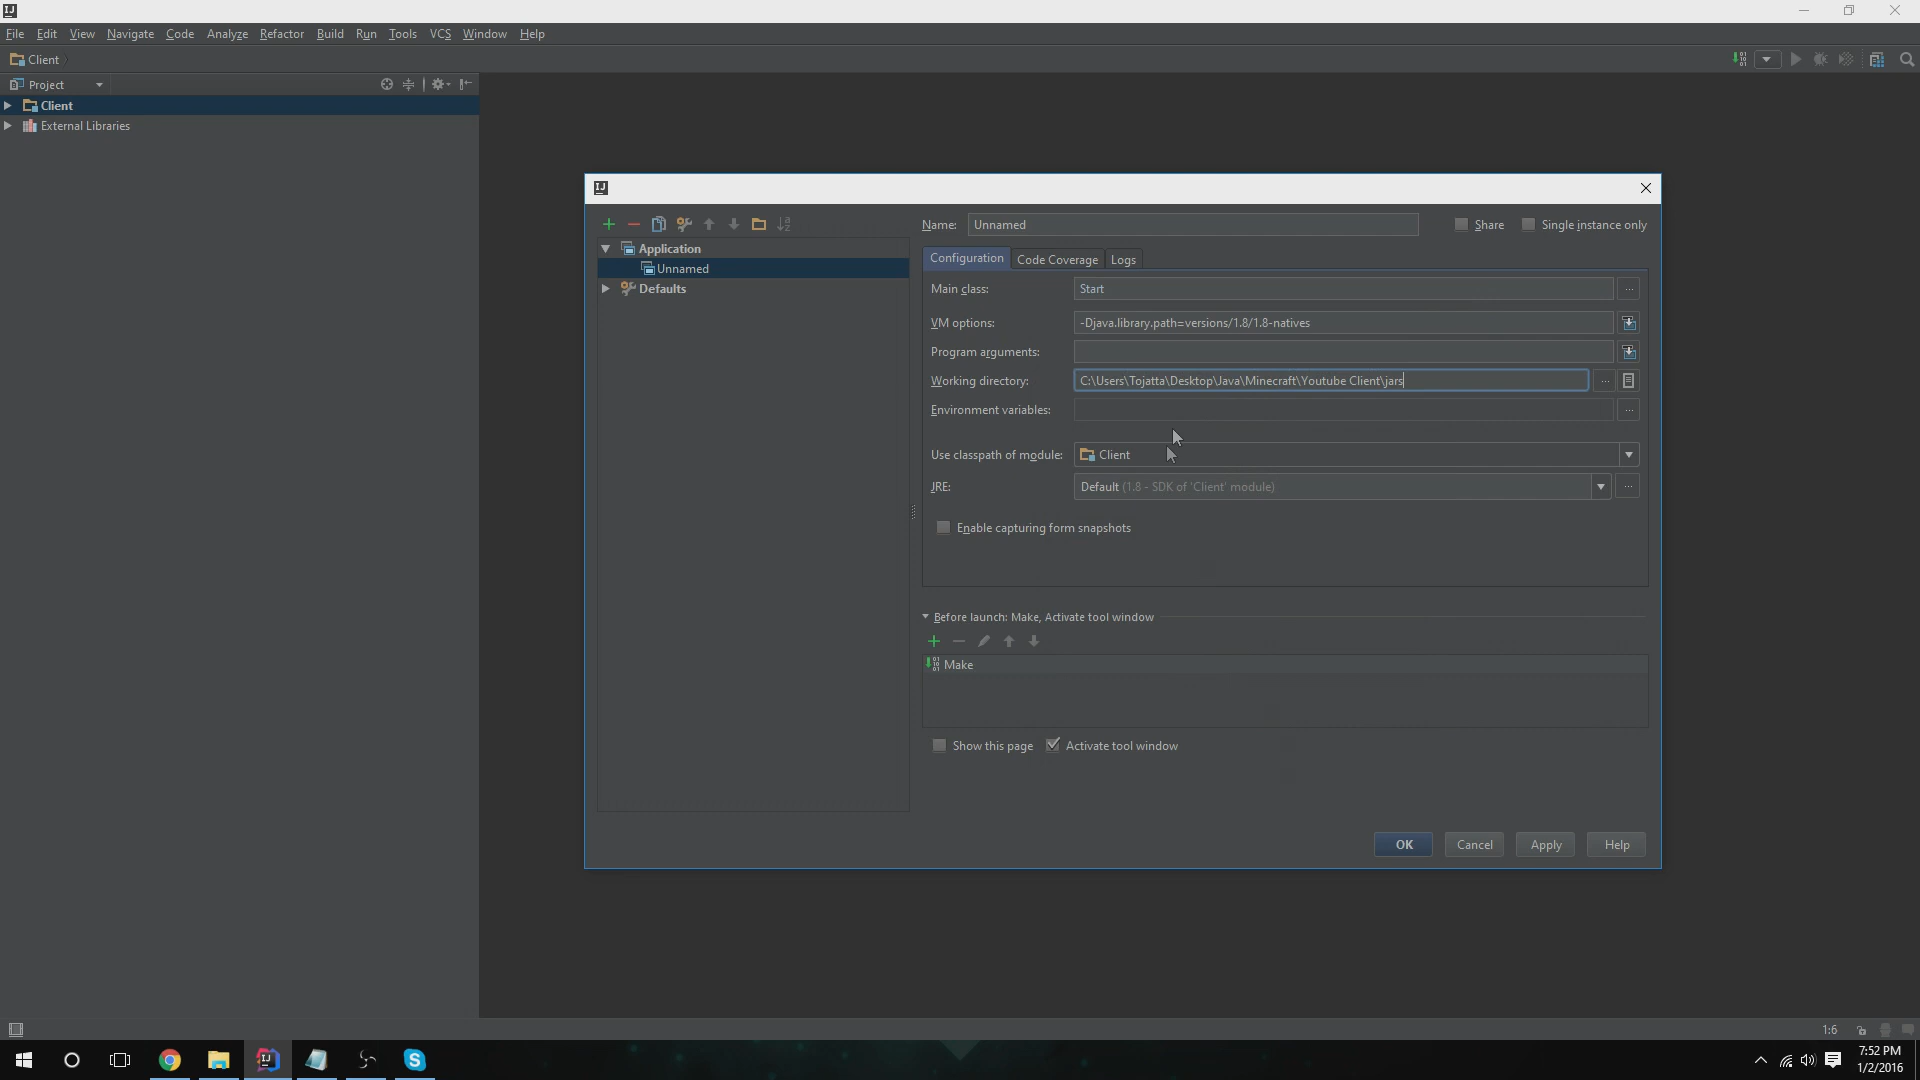 IJ
File Edit View Navigate Code Analyze Refactor Build Run Tools VCS Window Help
Client
Project
Client
External Libraries
IJ
Name: Unnamed Share Single instance only
Application
Unnamed
Defaults
Configuration Code Coverage Logs
Main class: Start
VM options: -Djava.library.path=versions/1.8/1.8-natives
Program arguments:
Working directory: C:\Users\Tojatta\Desktop\Java\Minecraft\Youtube Client\jars
Environment variables:
Use classpath of module: Client
JRE: Default (1.8 - SDK of 'Client' module)
Enable capturing form snapshots
Before launch: Make, Activate tool window
Make
Show this page Activate tool window
OK Cancel Apply Help
1:6
7:52 PM
1/2/2016